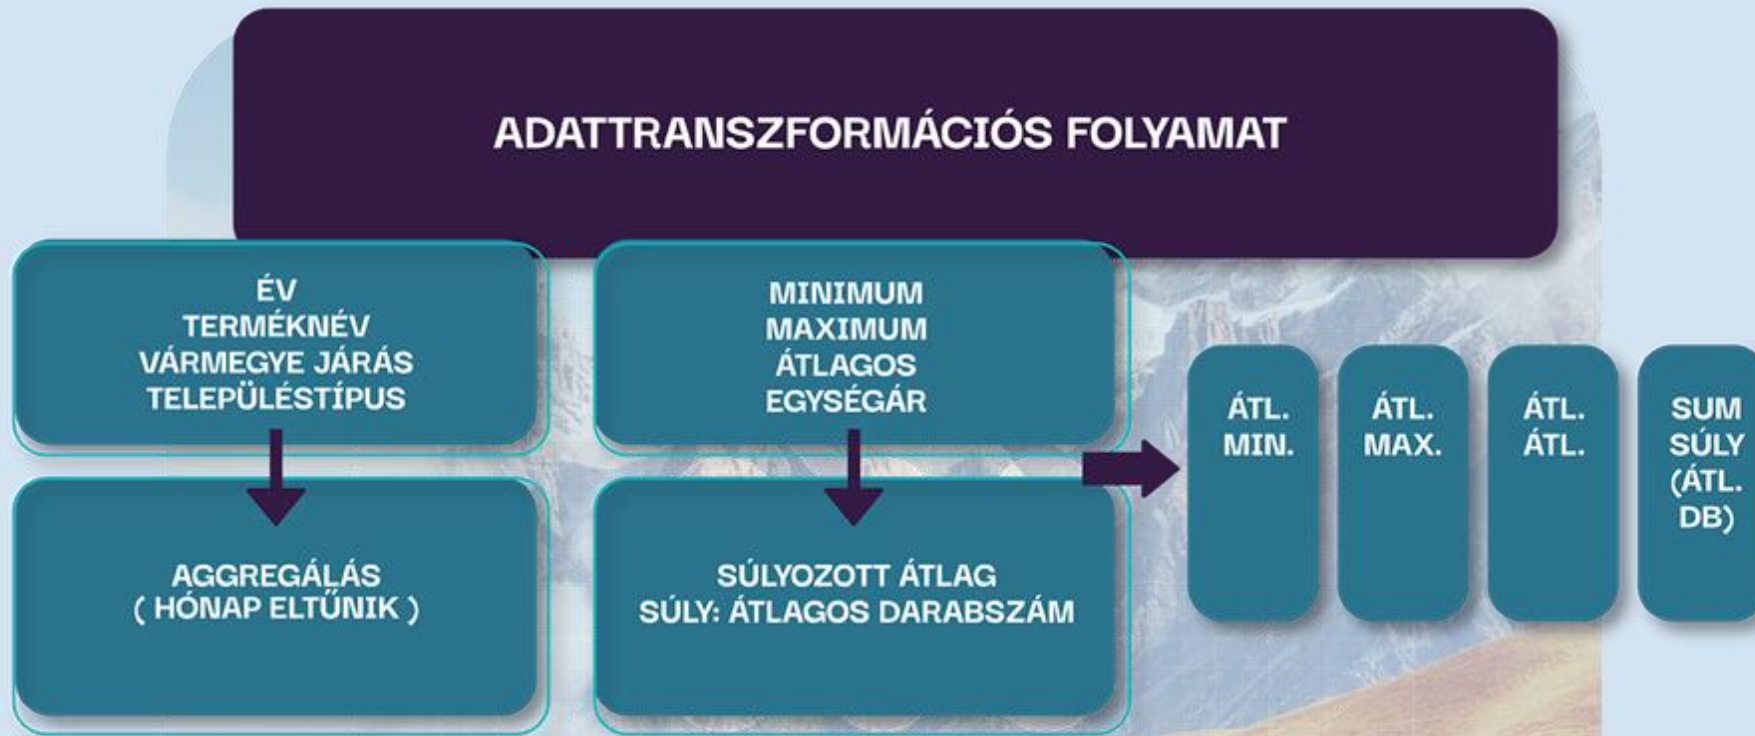 ADATTRANSZFORMÁCIÓS FOLYAMAT
ÉV
TERMÉKNÉV
VÁRMEGYE JÁRÁS
TELEPÜLÉSTÍPUS
AGGREGÁLÁS
( HÓNAP ELTŰNIK )
MINIMUM
MAXIMUM
ÁTLAGOS
EGYSÉGÁR
SÚLYOZOTT ÁTLAG
SÚLY: ÁTLAGOS DARABSZÁM
ÁTL.
MIN.
ÁTL.
MAX.
ÁTL.
ÁTL.
SUM
SÚLY
(ÁTL.
DB)